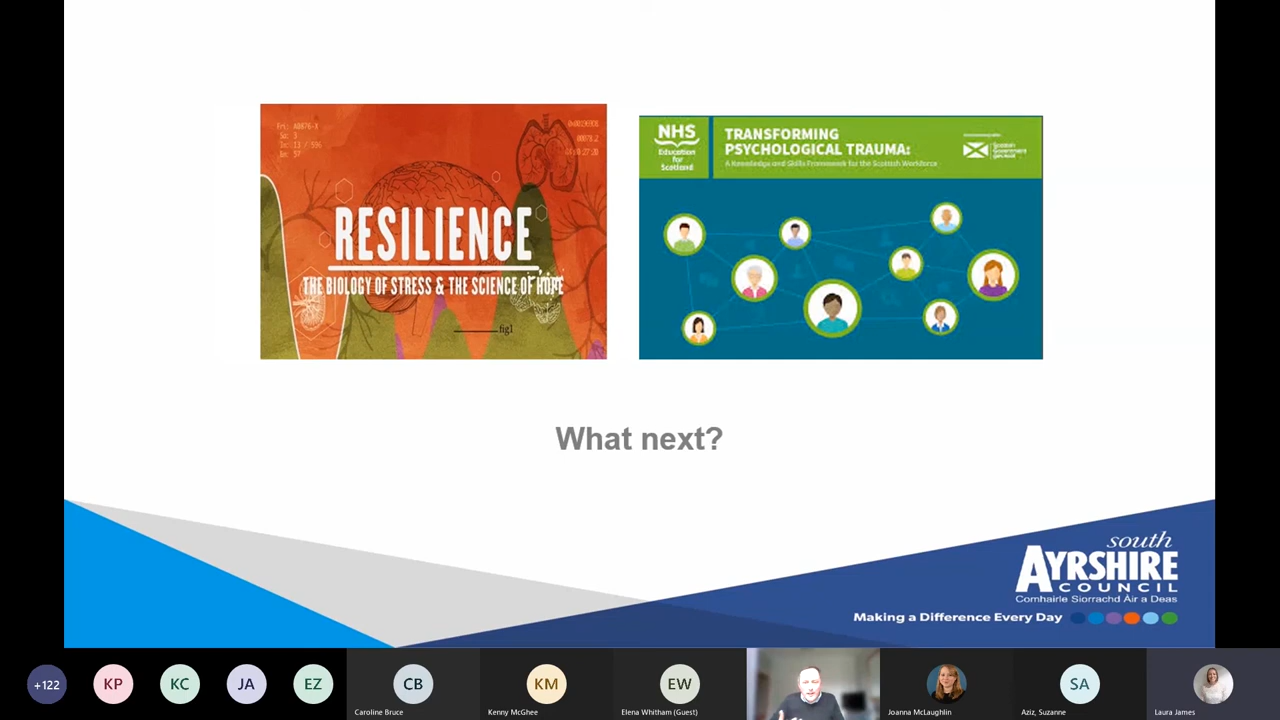 RESILIENCE
THE BIOLOGY OF STRESS & THE SCIENCE OF HOPE
fig1
NHS
Education
for
Scotland
TRANSFORMING
PSYCHOLOGICAL TRAUMA:
A Knowledge and Skills Framework for the Scottish Workforce
Scottish
Government
What next?
south
AYRSHIRE
COUNCIL
Comhairle Siorrachd Àir a Deas
Making a Difference Every Day
+122
KP
KC
JA
EZ
CB
KM
EW
SA
Caroline Bruce
Kenny McGhee
Elena Whitham (Guest)
Joanna McLaughlin
Aziz, Suzanne
Laura James